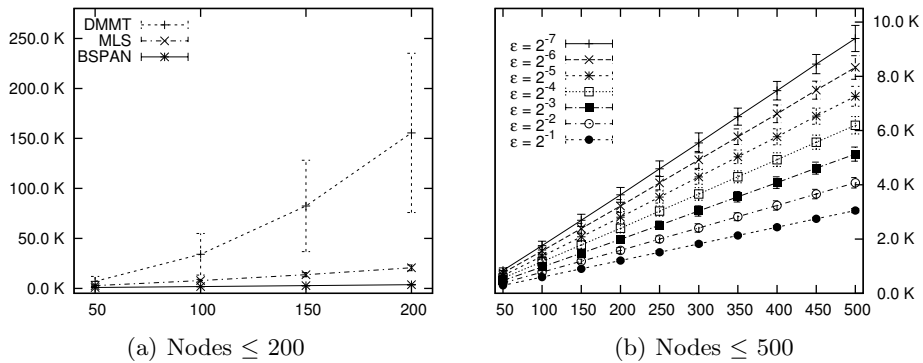 250.0 K
200.0 K
150.0 K
100.0 K
50.0 K
0.0 K
DMMT
MLS
BSPAN
50 100 150 200
(a) Nodes ≤ 200
ε = 2^-7
ε = 2^-6
ε = 2^-5
ε = 2^-4
ε = 2^-3
ε = 2^-2
ε = 2^-1
10.0 K
8.0 K
6.0 K
4.0 K
2.0 K
0.0 K
50 100 150 200 250 300 350 400 450 500
(b) Nodes ≤ 500